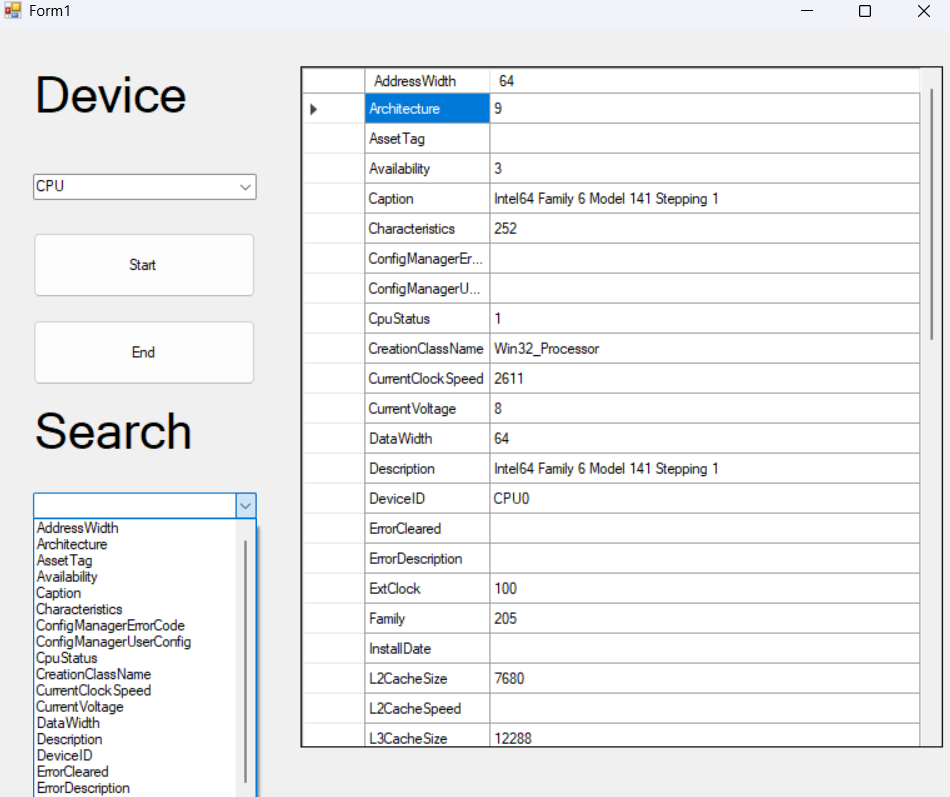 Form1
Device
CPU
Start
End
Search
AddressWidth
Architecture
AssetTag
Availability
Caption
Characteristics
ConfigManagerErrorCode
ConfigManagerUserConfig
CpuStatus
CreationClassName
CurrentClockSpeed
CurrentVoltage
DataWidth
Description
DeviceID
ErrorCleared
ErrorDescription
AddressWidth 64
Architecture 9
AssetTag
Availability 3
Caption Intel64 Family 6 Model 141 Stepping 1
Characteristics 252
ConfigManagerEr...
ConfigManagerU...
CpuStatus 1
CreationClassName Win32_Processor
CurrentClockSpeed 2611
CurrentVoltage 8
DataWidth 64
Description Intel64 Family 6 Model 141 Stepping 1
DeviceID CPU0
ErrorCleared
ErrorDescription
ExtClock 100
Family 205
InstallDate
L2CacheSize 7680
L2CacheSpeed
L3CacheSize 12288